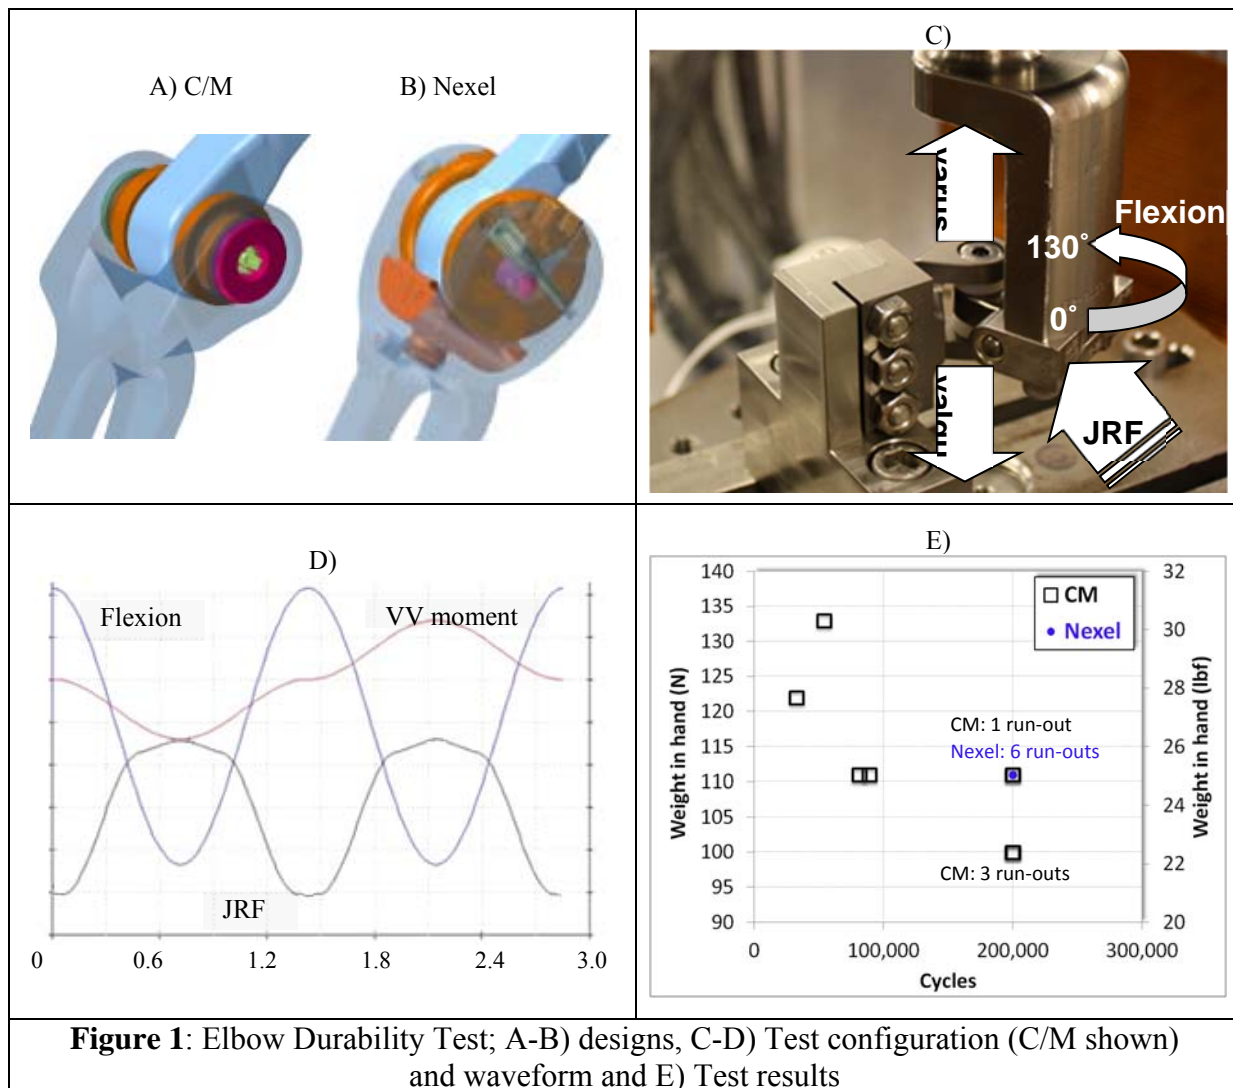 A) C/M
B) Nexel
C)
varus
Flexion
130°
0°
valgu
JRF
D)
Flexion
VV moment
JRF
0
0.6
1.2
1.8
2.4
3.0
E)
140
135
130
125
120
115
110
105
100
95
90
Weight in hand (N)
CM
Nexel
CM: 1 run-out
Nexel: 6 run-outs
CM: 3 run-outs
32
30
28
26
24
22
20
Weight in hand (lbf)
0
100,000
200,000
300,000
Cycles
Figure 1: Elbow Durability Test; A-B) designs, C-D) Test configuration (C/M shown)
and waveform and E) Test results